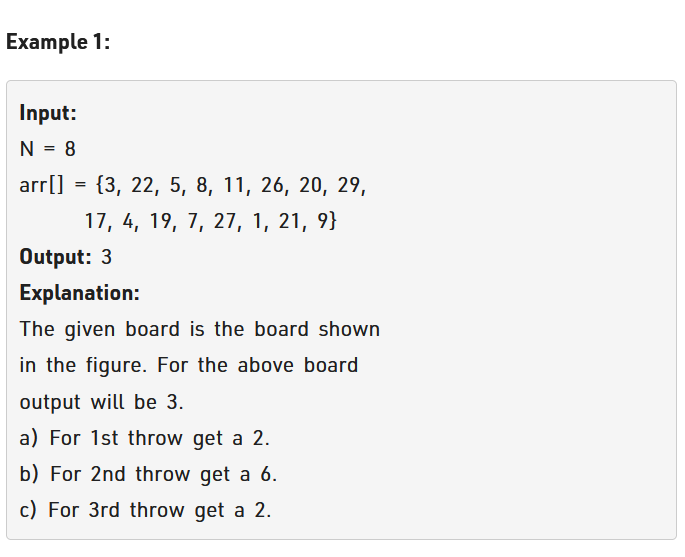 Example 1:
Input:
N = 8
arr[] = {3, 22, 5, 8, 11, 26, 20, 29,
17, 4, 19, 7, 27, 1, 21, 9}
Output: 3
Explanation:
The given board is the board shown
in the figure. For the above board
output will be 3.
a) For 1st throw get a 2.
b) For 2nd throw get a 6.
c) For 3rd throw get a 2.